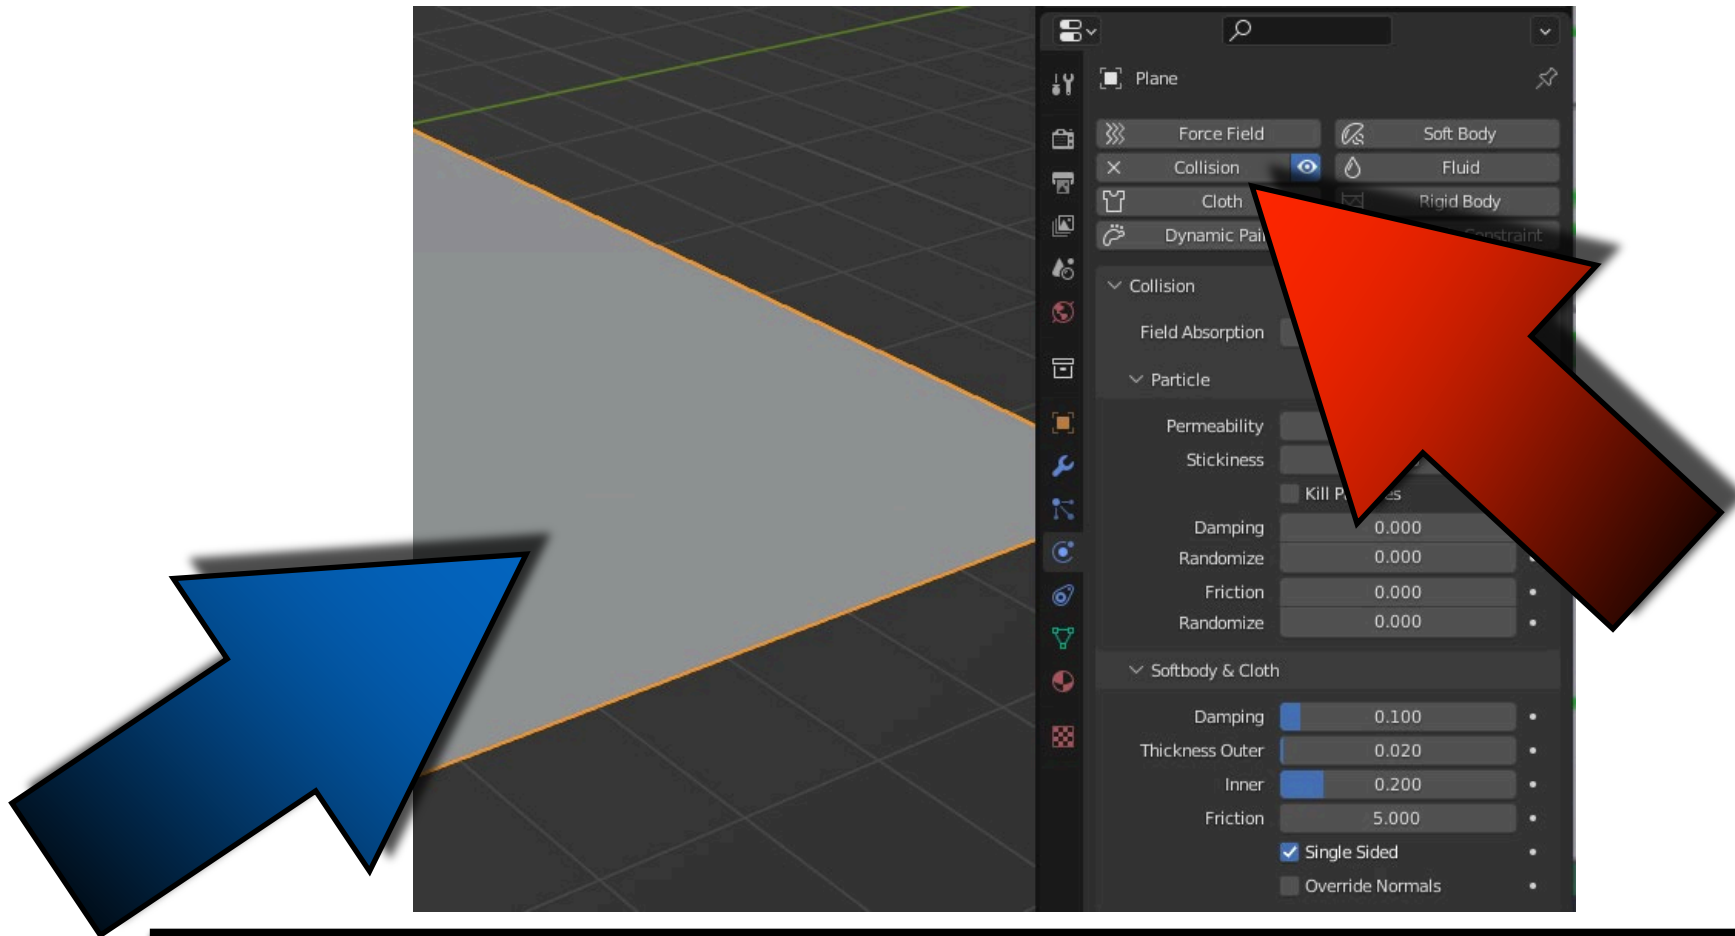 Plane
Force Field
Soft Body
Collision
Fluid
Cloth
Rigid Body
Dynamic
Constraint
Collision
Field Absorption
Particle
Permeability
Stickiness
Kill
Damping 0.000
Randomize 0.000
Friction 0.000
Randomize 0.000
Softbody & Cloth
Damping 0.100
Thickness Outer 0.020
Inner 0.200
Friction 5.000
Single Sided
Override Normals